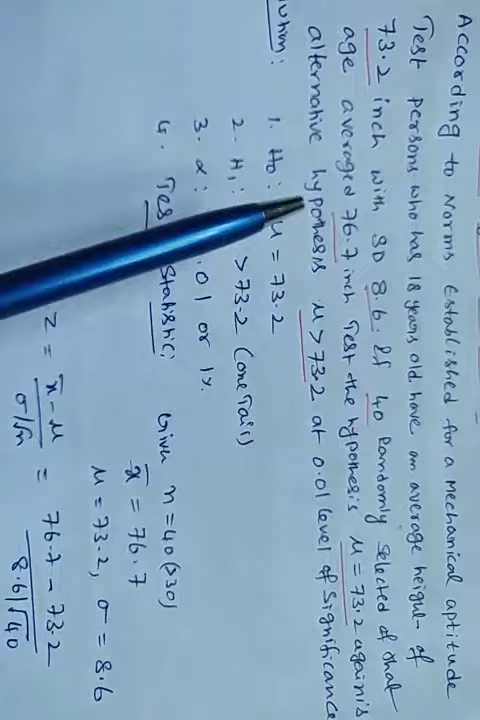 According to Norms Established for a Mechanical aptitude
Test persons who has 18 years old have an average height of
73.2 inch with SD 8.6. If 40 Randomly selected of that
age averaged 76.7 inch Test the hypothesis μ = 73.2 againis
alternative hypothesis μ > 73.2 at 0.01 level of Significance
1. H0: μ = 73.2
2. H1: > 73.2 (one Tail)
3. α: .01 or 1%.
4. Tes Statistic; Given n = 40 (>30)
x̄ = 76.7
μ = 73.2, σ = 8.6
Z = x̄ - μ / σ/√n = 76.7 - 73.2 / 8.6/√40